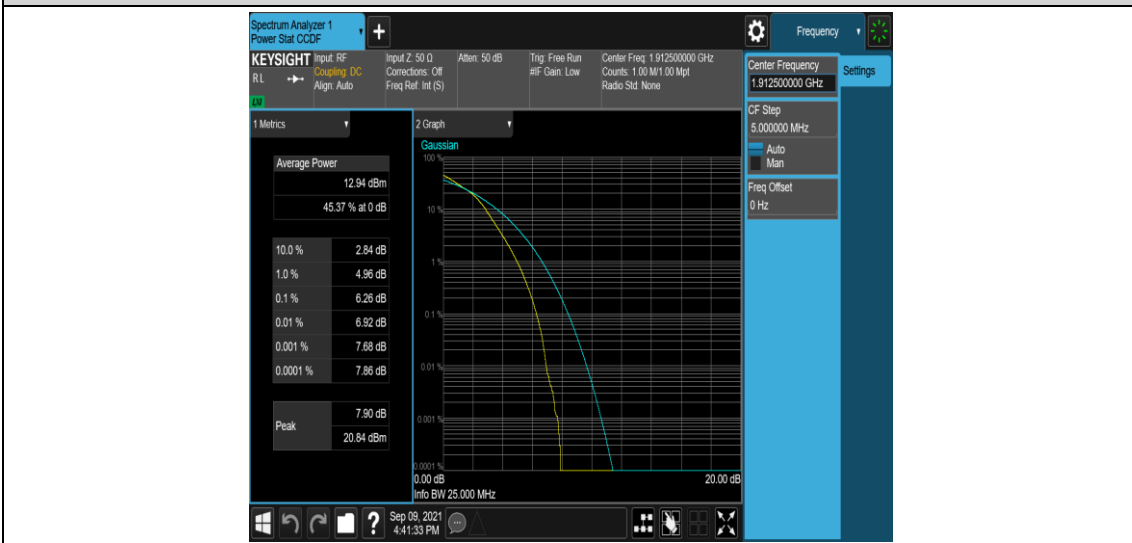 Spectrum Analyzer 1
Power Stat CCDF
+
Frequency
KEYSIGHT
R L
LNI
Input: RF
Coupling: DC
Align: Auto
Input Z: 50 Ω
Corrections: Off
Freq Ref: Int (S)
Atten: 50 dB
Trig: Free Run
#IF Gain: Low
Center Freq: 1.912500000 GHz
Counts: 1.00 M/1.00 Mpt
Radio Std: None
Center Frequency
1.912500000 GHz
Settings
CF Step
5.000000 MHz
Auto
Man
Freq Offset
0 Hz
1 Metrics
Average Power
12.94 dBm
45.37 % at 0 dB
10.0 % 2.84 dB
1.0 % 4.96 dB
0.1 % 6.26 dB
0.01 % 6.92 dB
0.001 % 7.68 dB
0.0001 % 7.86 dB
Peak
7.90 dB
20.84 dBm
2 Graph
Gaussian
100 %
10 %
1 %
0.1 %
0.01 %
0.001 %
0.0001 %
0.00 dB 20.00 dB
Info BW 25.000 MHz
?
Sep 09, 2021
4:41:33 PM